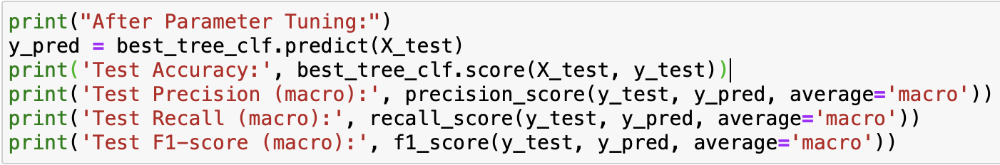 print("After Parameter Tuning:")
y_pred = best_tree_clf.predict(X_test)
print('Test Accuracy:', best_tree_clf.score(X_test, y_test))
print('Test Precision (macro):', precision_score(y_test, y_pred, average='macro'))
print('Test Recall (macro):', recall_score(y_test, y_pred, average='macro'))
print('Test F1-score (macro):', f1_score(y_test, y_pred, average='macro'))